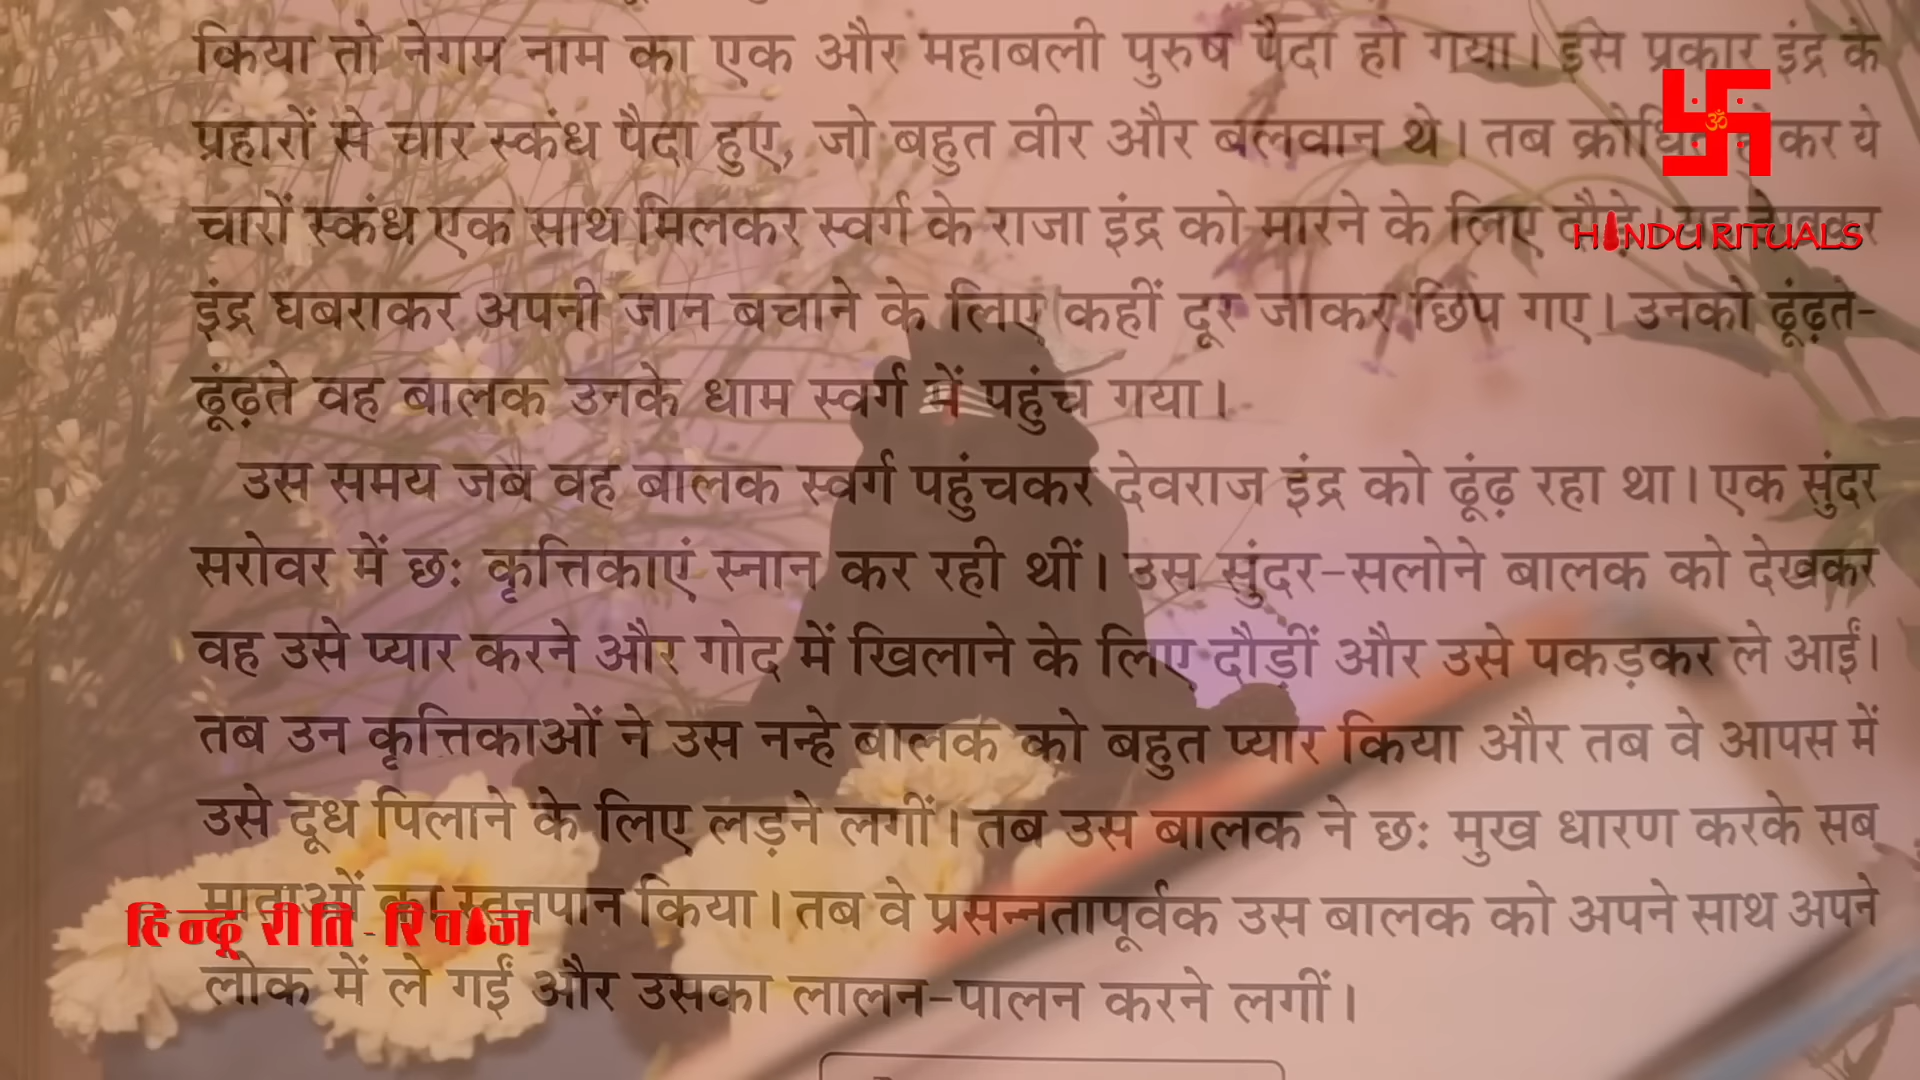 किया तो नेगम नाम का एक और महाबली पुरुष पैदा हो गया। इस प्रकार इंद्र के
प्रहारों से चार स्कंध पैदा हुए, जो बहुत वीर और बलवान थे। तब क्रोधित होकर ये
चारों स्कंध एक साथ मिलकर स्वर्ग के राजा इंद्र को मारने के लिए दौड़े। यह देखकर
HINDU RITUALS
इंद्र घबराकर अपनी जान बचाने के लिए कहीं दूर जाकर छिप गए। उनको ढूंढ़ते-
ढूंढ़ते वह बालक उनके धाम स्वर्ग में पहुंच गया।
उस समय जब वह बालक स्वर्ग पहुंचकर देवराज इंद्र को ढूंढ़ रहा था। एक सुंदर
सरोवर में छः कृत्तिकाएं स्नान कर रही थीं। उस सुंदर-सलोने बालक को देखकर
वह उसे प्यार करने और गोद में खिलाने के लिए दौड़ीं और उसे पकड़कर ले आईं।
तब उन कृत्तिकाओं ने उस नन्हे बालक को बहुत प्यार किया और तब वे आपस में
उसे दूध पिलाने के लिए लड़ने लगीं। तब उस बालक ने छः मुख धारण करके सब
माताओं का स्तनपान किया। तब वे प्रसन्नतापूर्वक उस बालक को अपने साथ अपने
हिन्दू रीति-रिवाज
लोक में ले गईं और उसका लालन-पालन करने लगीं।